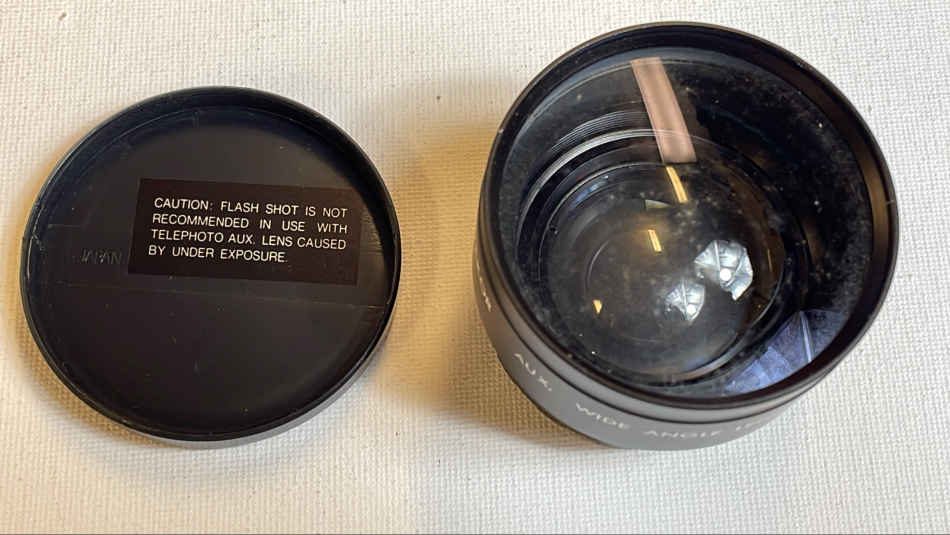 CAUTION: FLASH SHOT IS NOT
RECOMMENDED IN USE WITH
TELEPHOTO AUX. LENS CAUSED
BY UNDER EXPOSURE.
JAPAN
AUX. WIDE ANGLE